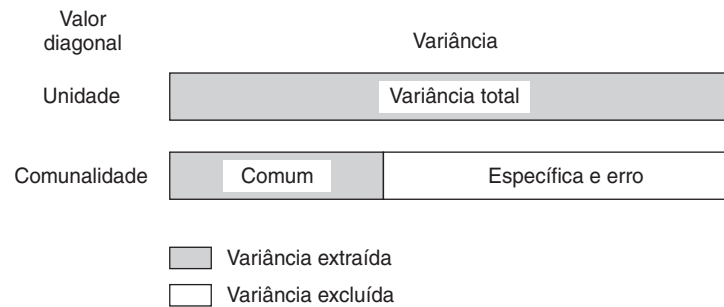 Valor
diagonal
Variância
Unidade
Variância total
Comunalidade
Comum
Específica e erro
Variância extraída
Variância excluída